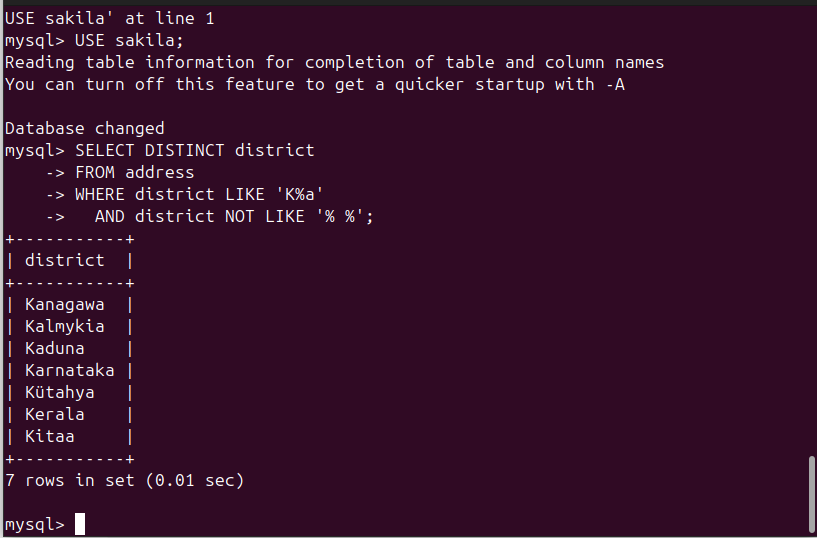 USE sakila' at line 1
mysql> USE sakila;
Reading table information for completion of table and column names
You can turn off this feature to get a quicker startup with -A

Database changed
mysql> SELECT DISTINCT district
    -> FROM address
    -> WHERE district LIKE 'K%a'
    ->   AND district NOT LIKE '% %';
+-----------+
| district  |
+-----------+
| Kanagawa  |
| Kalmykia  |
| Kaduna    |
| Karnataka |
| Kütahya   |
| Kerala    |
| Kitaa     |
+-----------+
7 rows in set (0.01 sec)

mysql>